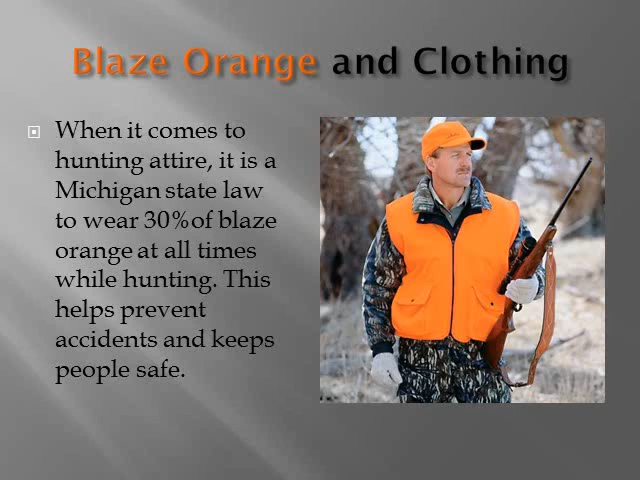 Blaze Orange and Clothing
When it comes to
hunting attire, it is a
Michigan state law
to wear 30%of blaze
orange at all times
while hunting. This
helps prevent
accidents and keeps
people safe.